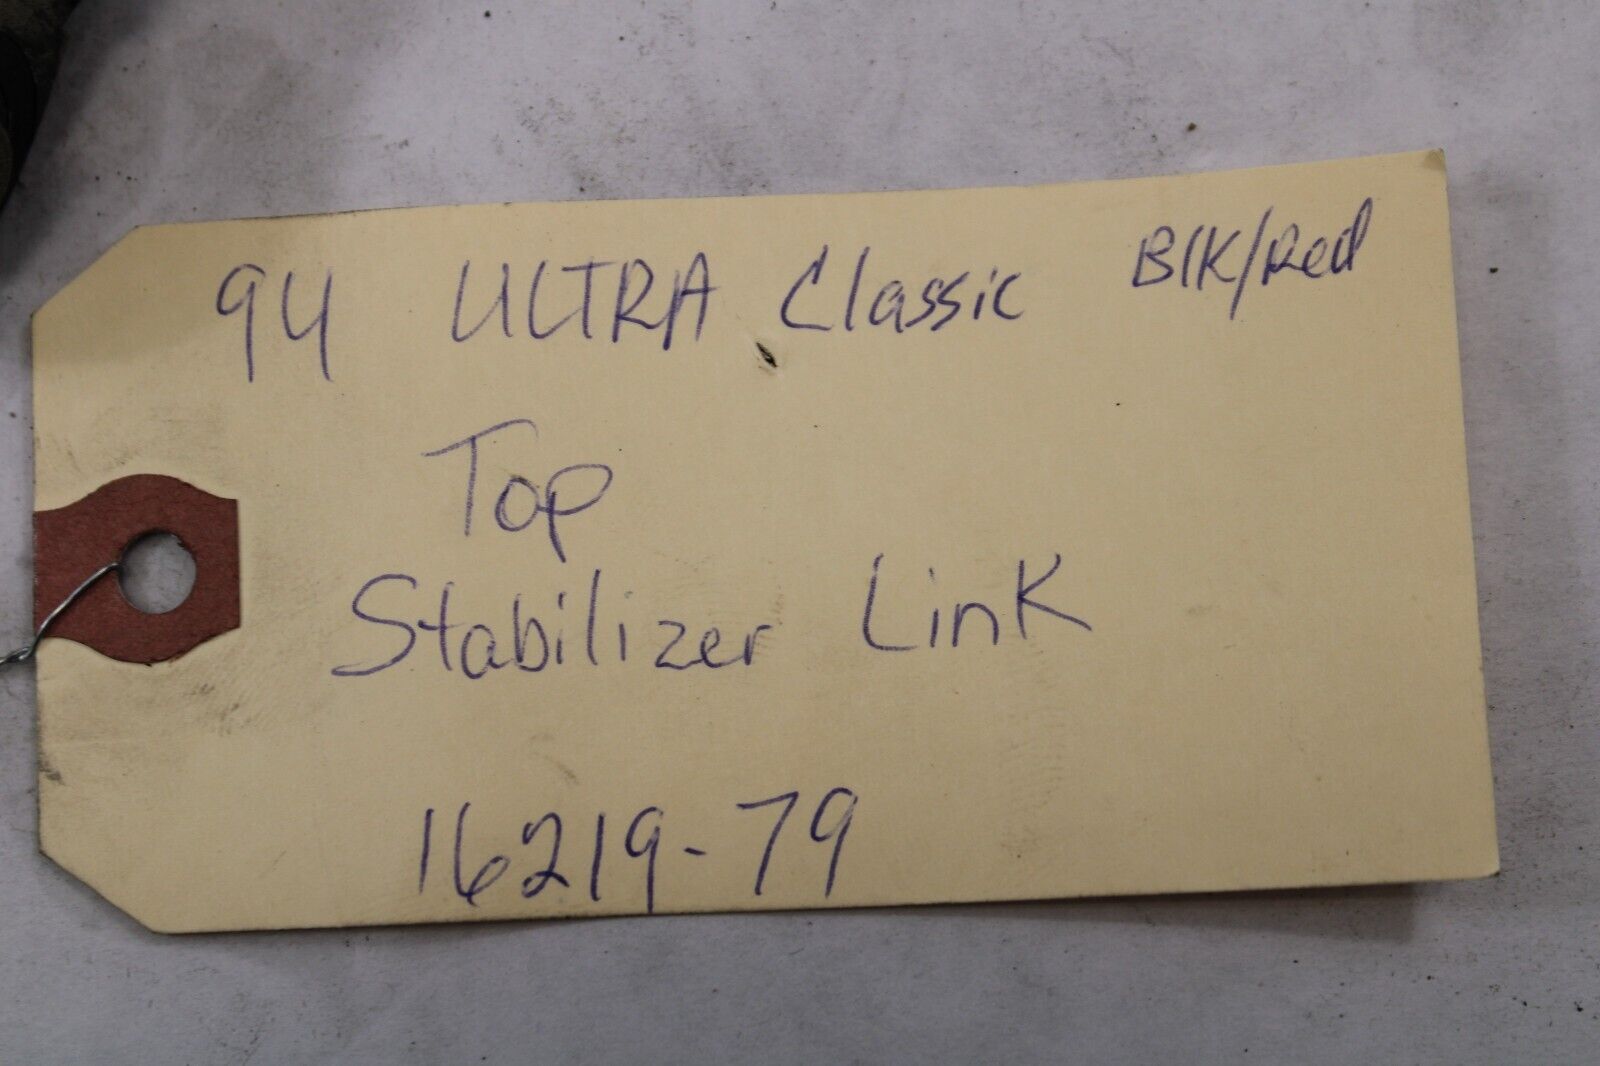 94 ULTRA Classic Blk/Red
Top
Stabilizer Link
16219-79